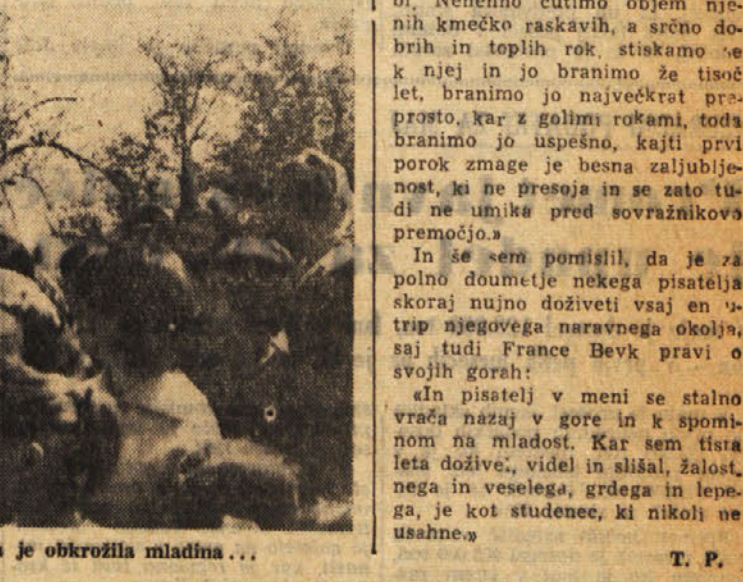 je obkrožila mladina...
bi. Nenehno čutimo objem nje-
nih kmečko raskavih, a srčno do-
brih in toplih rok, stiskamo se
k njej in jo branimo že tisoč
let, branimo jo največkrat pre-
prosto, kar z golimi rokami, toda
branimo jo uspešno, kajti prvi
porok zmage je besna zaljublje-
nost, ki ne presoja in se zato tu-
di ne umika pred sovražnikovo
premočjo.»
In še sem pomislil, da je za
polno doumetje nekega pisatelja
skoraj nujno doživeti vsaj en u-
trip njegovega naravnega okolja,
saj tudi France Bevk pravi o
svojih gorah:
«In pisatelj v meni se stalno
vrača nazaj v gore in k spomi-
nom na mladost. Kar sem tista
leta doživel, videl in slišal, žalost-
nega in veselega, grdega in lepe-
ga, je kot studenec, ki nikoli ne
usahne.»
T. P.